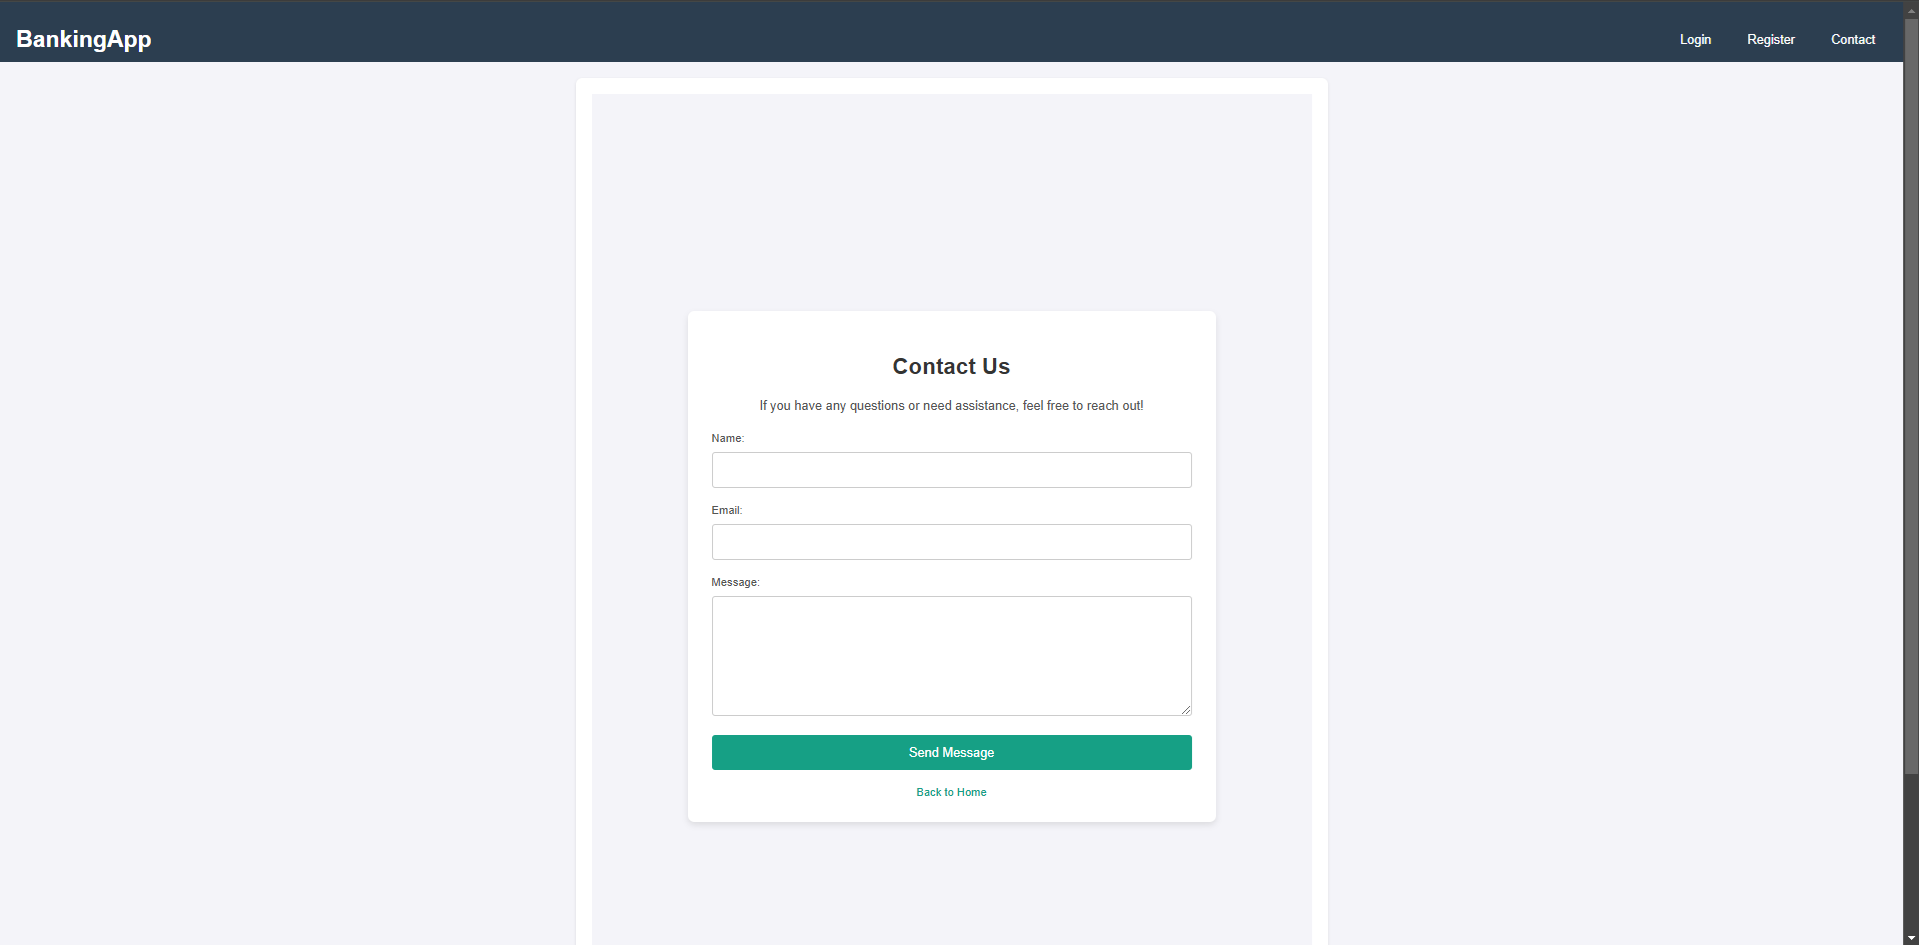 BankingApp
Login Register Contact
Contact Us
If you have any questions or need assistance, feel free to reach out!
Name:
Email:
Message:
Send Message
Back to Home